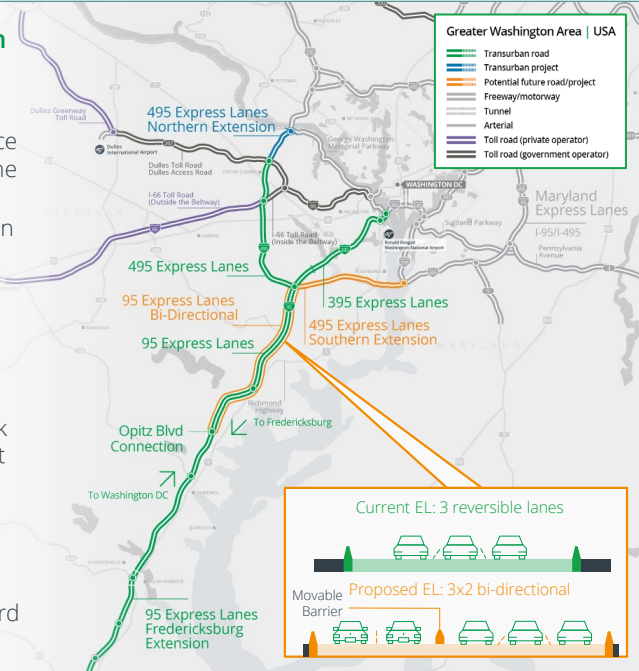 Greater Washington Area | USA
Transurban road
Transurban project
Potential future road/project
Freeway/motorway
Tunnel
Arterial
Toll road (private operator)
Toll road (government operator)
n
ce
ne
n
k
t
rd
495 Express Lanes
Northern Extension
Dulles Greenway
Toll Road
Dulles
International Airport
Dulles Toll Road
Dulles Access Road
George Washington
Memorial Parkway
I-66 Toll Road
(Outside the Beltway)
WASHINGTON DC
Maryland
Express Lanes
I-95/I-495
Suitland Parkway
Pennsylvania
Avenue
I-66 Toll Road
(Inside the Beltway)
Ronald Reagan
Washington National Airport
495 Express Lanes
395 Express Lanes
95 Express Lanes
Bi-Directional
495 Express Lanes
Southern Extension
95 Express Lanes
MARYLAND
Richmond
Highway
Opitz Blvd
Connection
To Fredericksburg
To Washington DC
DUMFRIES
QUANTICO
95 Express Lanes
Fredericksburg
Extension
Current EL: 3 reversible lanes
Proposed EL: 3x2 bi-directional
Movable
Barrier